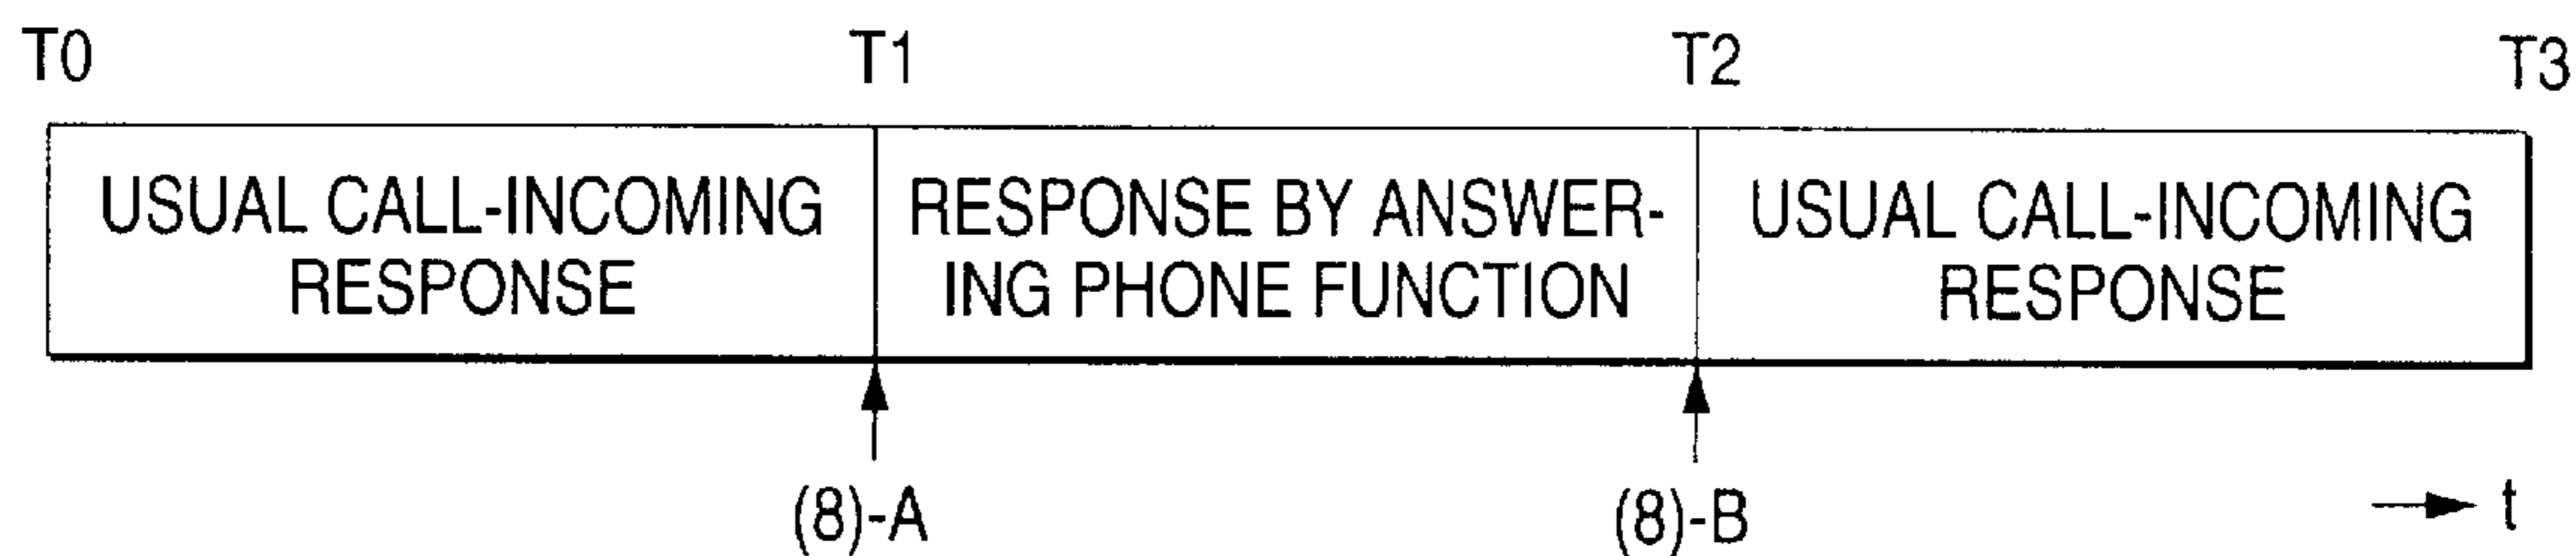 T0 T1 T2 T3
USUAL CALL-INCOMING
RESPONSE
RESPONSE BY ANSWER-
ING PHONE FUNCTION
USUAL CALL-INCOMING
RESPONSE
(8)-A (8)-B t